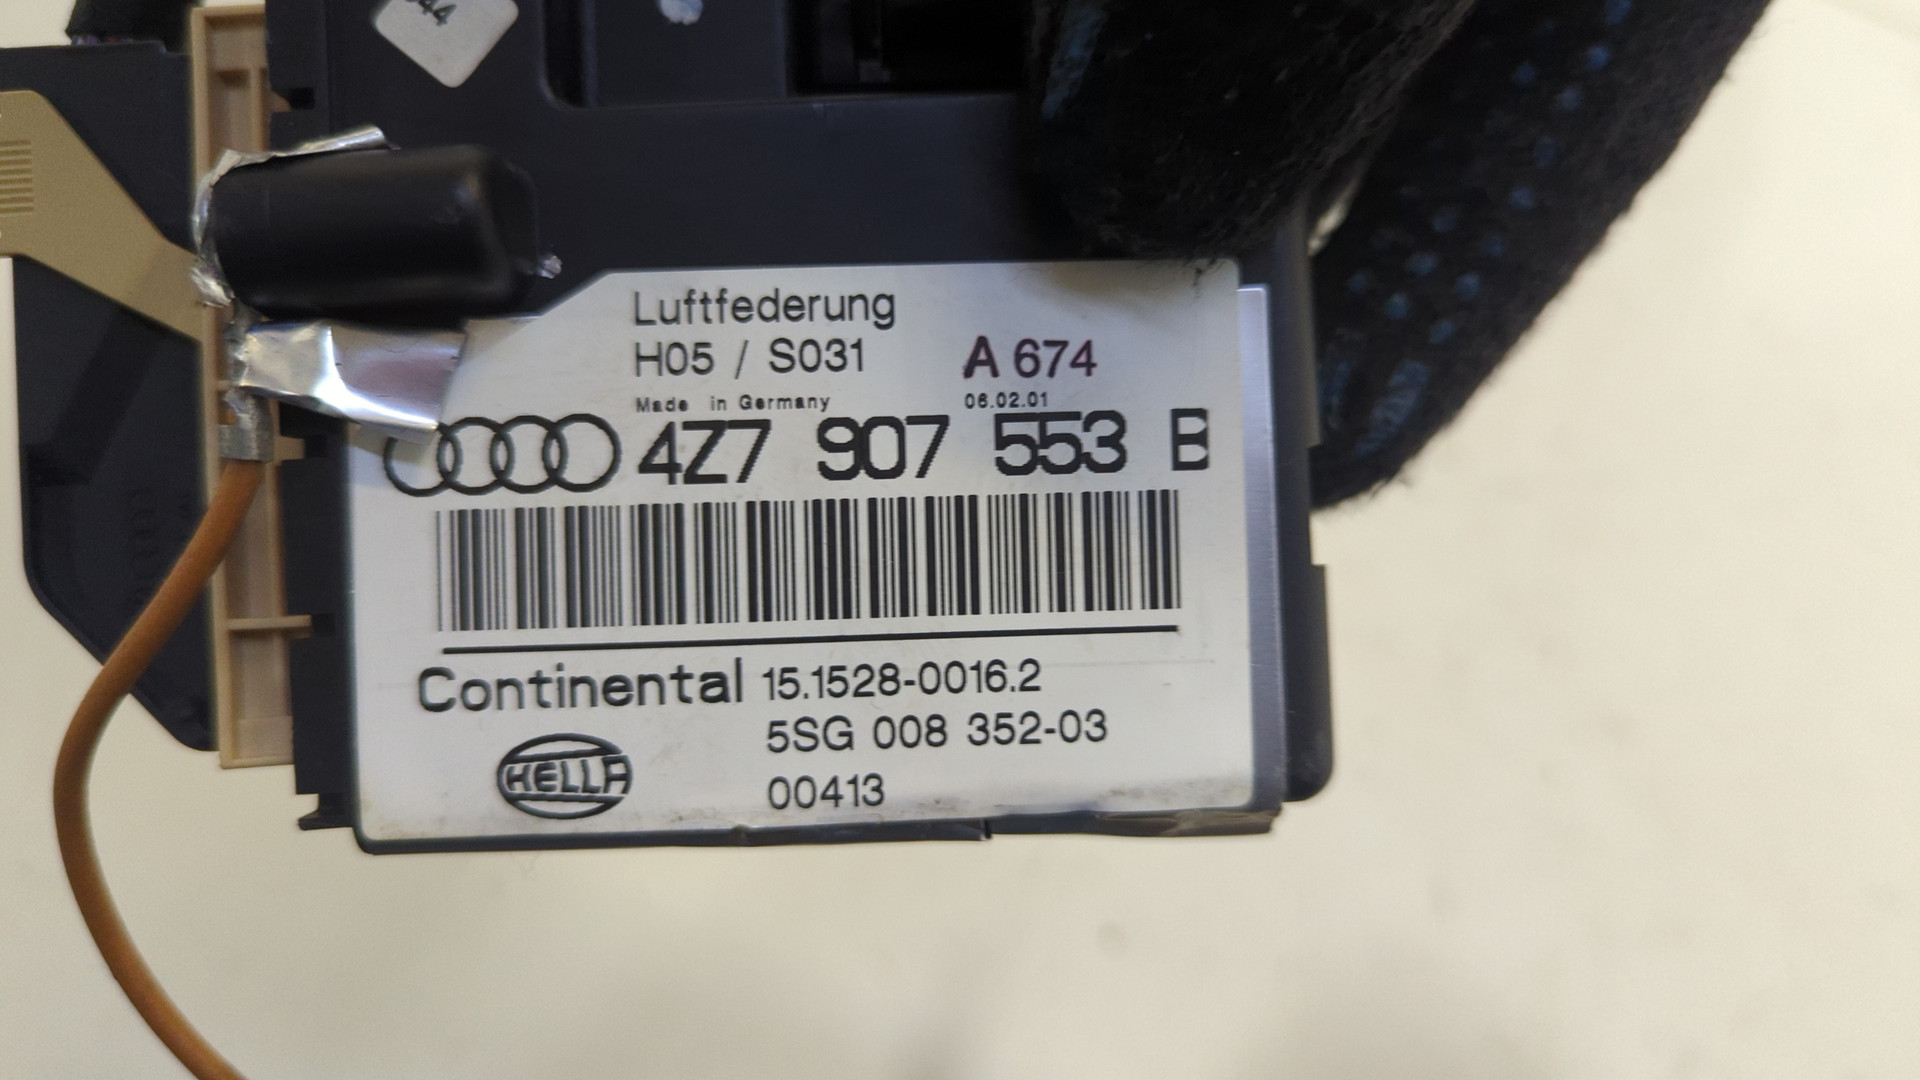 44
Luftfederung
H05 / S031 A 674
Made in Germany 06.02.01
4Z7 907 553 B
Continental 15.1528-0016.2
5SG 008 352-03
HELLA 00413